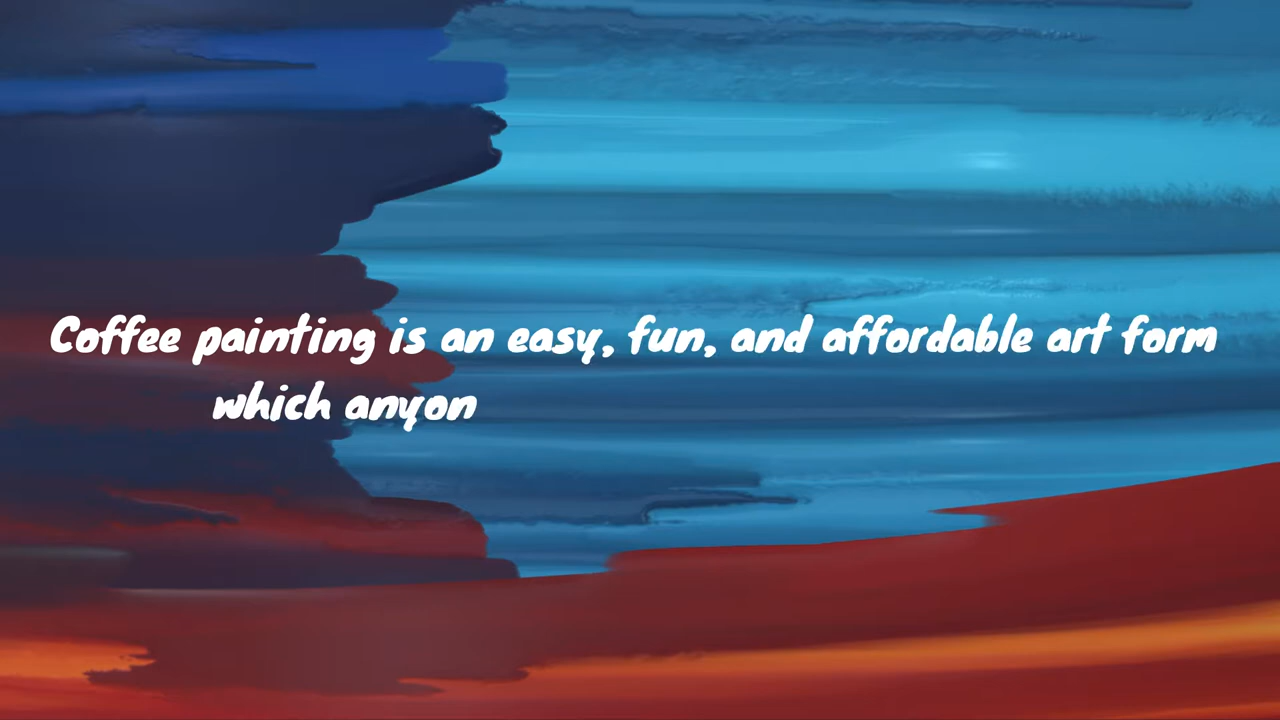 Coffee painting is an easy, fun, and affordable art form
which anyon